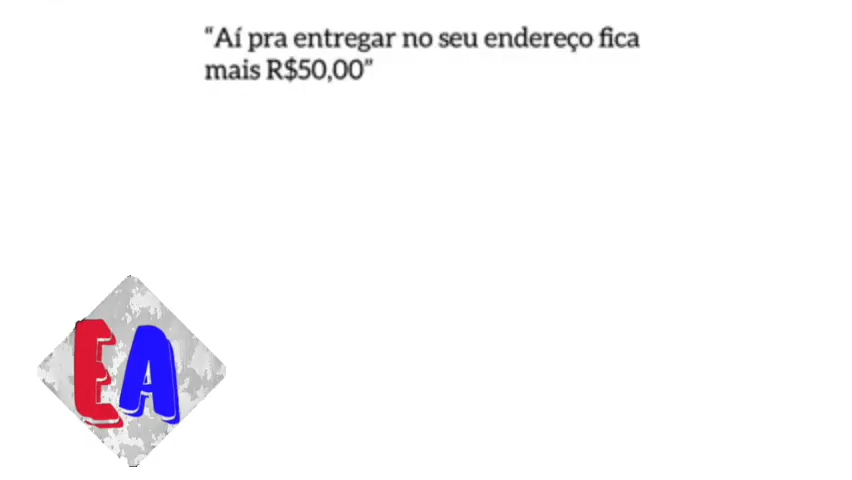 “Aí pra entregar no seu endereço fica
mais R$50,00”
EA